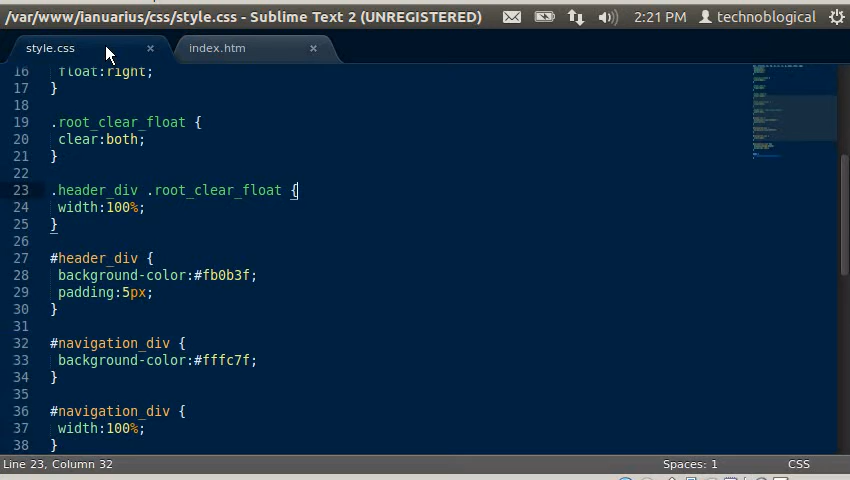 /var/www/ianuarius/css/style.css - Sublime Text 2 (UNREGISTERED) 2:21 PM technoblogical
style.css × index.htm ×
16 float:right;
17 }
18
19 .root_clear_float {
20 clear:both;
21 }
22
23 .header_div .root_clear_float {
24 width:100%;
25 }
26
27 #header_div {
28 background-color:#fb0b3f;
29 padding:5px;
30 }
31
32 #navigation_div {
33 background-color:#fffc7f;
34 }
35
36 #navigation_div {
37 width:100%;
38 }
Line 23, Column 32 Spaces: 1 CSS